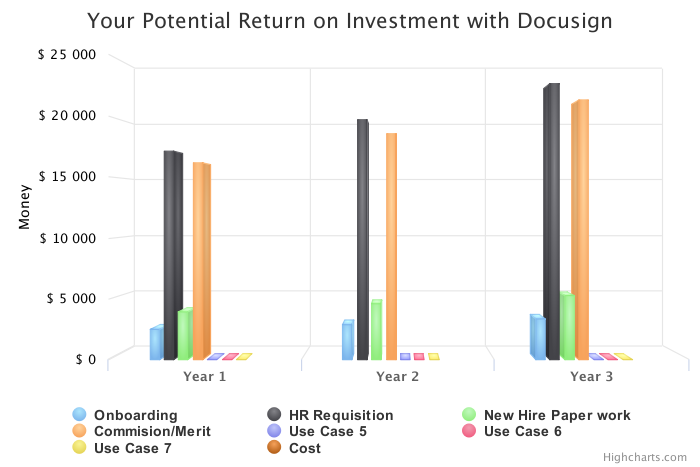 Your Potential Return on Investment with Docusign
$ 25 000
$ 20 000
$ 15 000
$ 10 000
$ 5 000
$ 0
Money
Year 1 Year 2 Year 3
Onboarding HR Requisition New Hire Paper work
Commision/Merit Use Case 5 Use Case 6
Use Case 7 Cost
Highcharts.com